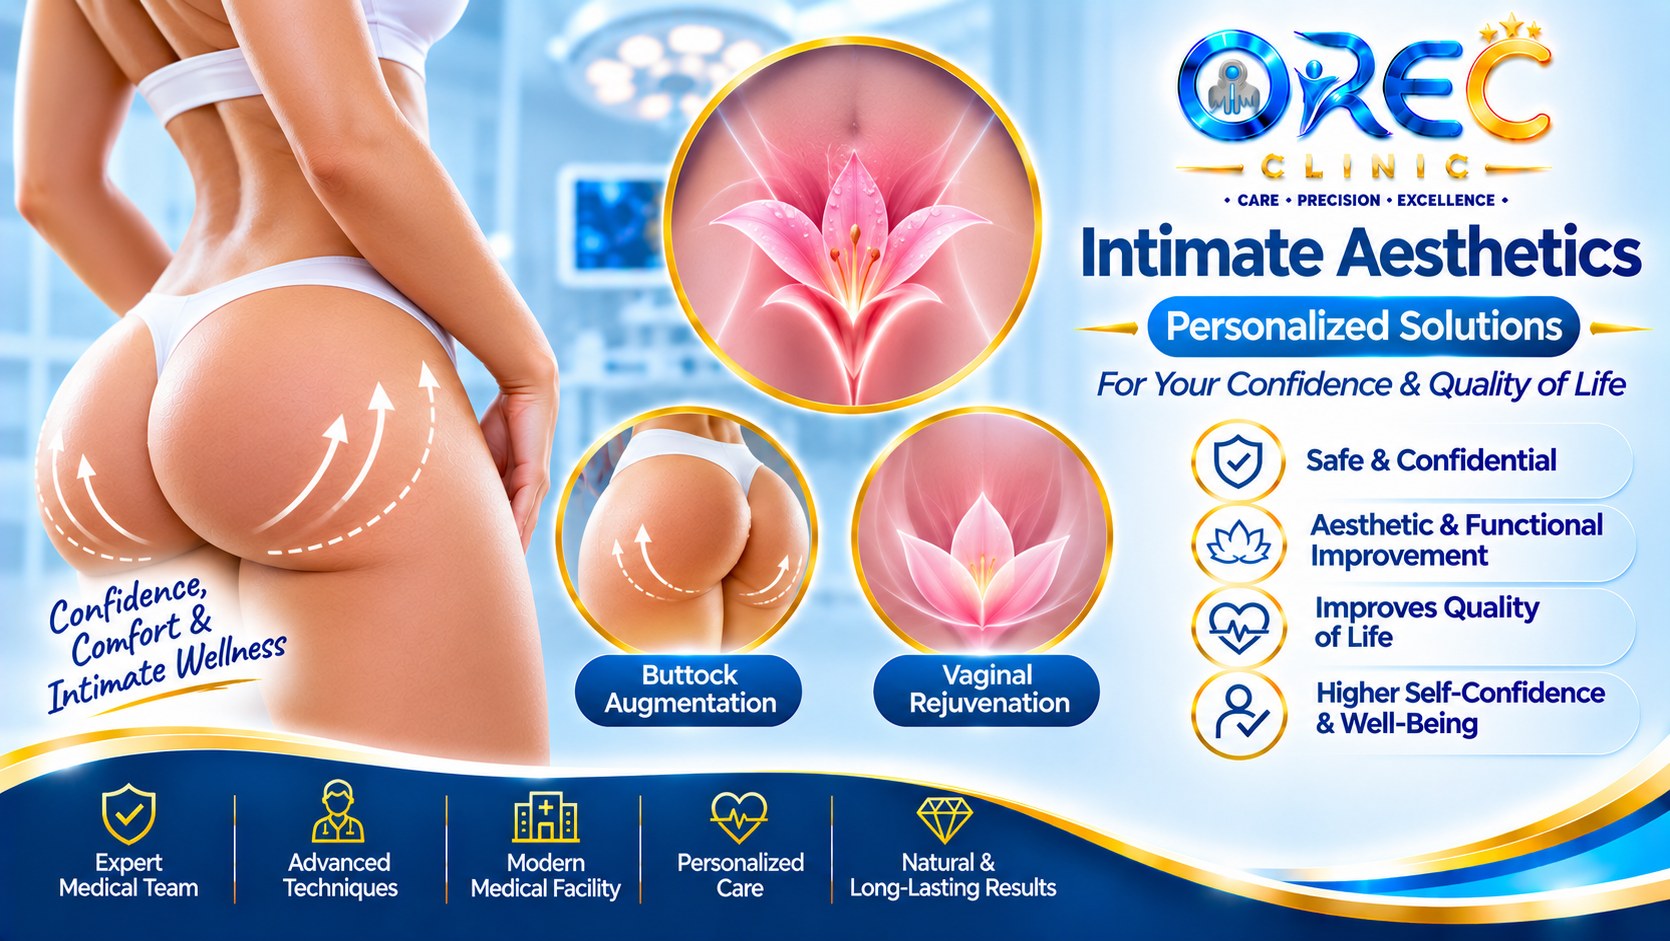 OREC
CLINIC
• CARE • PRECISION • EXCELLENCE •
Intimate Aesthetics
Personalized Solutions
For Your Confidence & Quality of Life
Safe & Confidential
Aesthetic & Functional
Improvement
Improves Quality
of Life
Higher Self-Confidence
& Well-Being
Confidence,
Comfort &
Intimate Wellness
Buttock
Augmentation
Vaginal
Rejuvenation
Expert
Medical Team
Advanced
Techniques
Modern
Medical Facility
Personalized
Care
Natural &
Long-Lasting Results